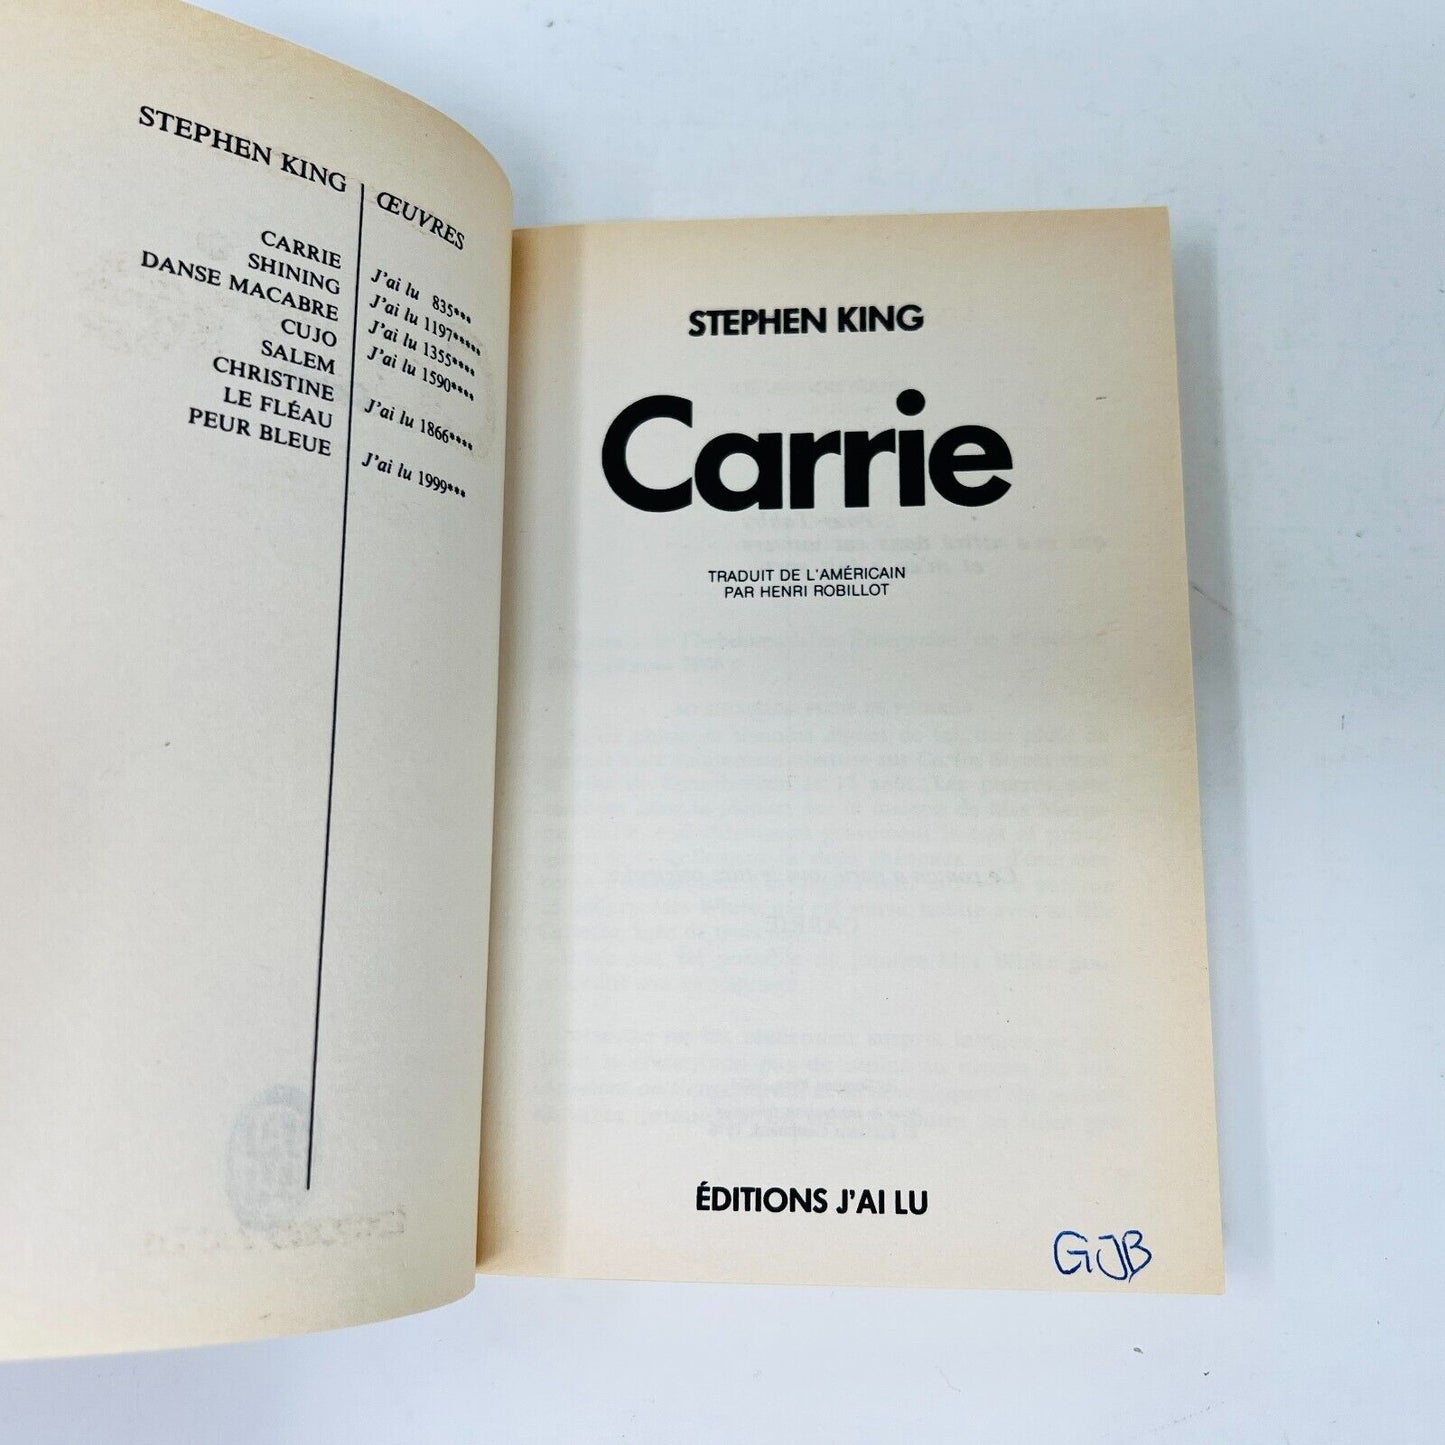 STEPHEN KING
ŒUVRES
CARRIE
J'ai lu 835***
SHINING
J'ai lu 1197*****
DANSE MACABRE
J'ai lu 1355****
CUJO
J'ai lu 1590****
SALEM
CHRISTINE
J'ai lu 1866****
LE FLÉAU
PEUR BLEUE
J'ai lu 1999***
STEPHEN KING
Carrie
TRADUIT DE L'AMÉRICAIN
PAR HENRI ROBILLOT
ÉDITIONS J'AI LU
GJB